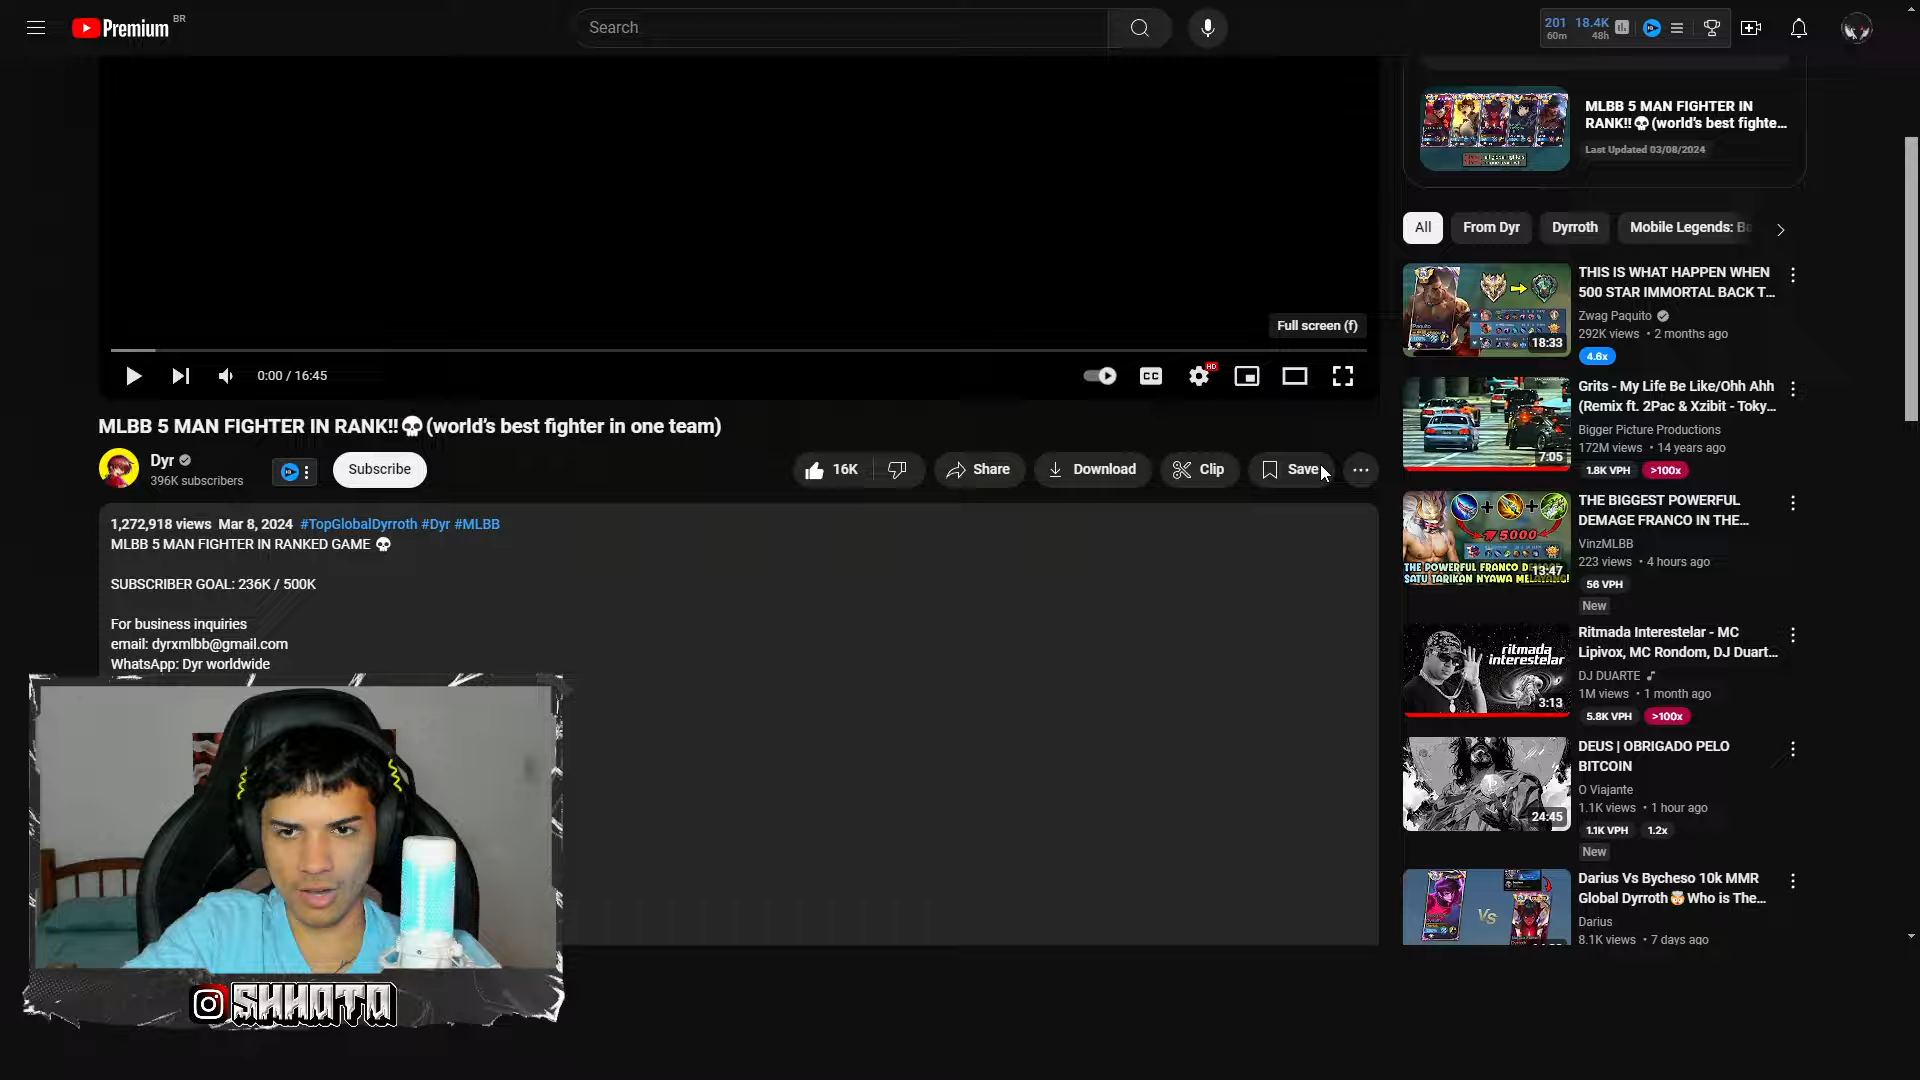 Premium BR
Search
201 18.4K
60m 48h
MLBB 5 MAN FIGHTER IN
RANK!!💀(world's best fighte...
Last Updated 03/08/2024
All
From Dyr
Dyrroth
Mobile Legends: B
Full screen (f)
0:00 / 16:45
CC
HD
MLBB 5 MAN FIGHTER IN RANK!!💀(world's best fighter in one team)
Dyr
396K subscribers
Subscribe
16K
Share
Download
Clip
Save
1,272,918 views Mar 8, 2024 #TopGlobalDyrroth #Dyr #MLBB
MLBB 5 MAN FIGHTER IN RANKED GAME 💀
SUBSCRIBER GOAL: 236K / 500K
For business inquiries
email: dyrxmlbb@gmail.com
WhatsApp: Dyr worldwide
SHHOTO
18:33
THIS IS WHAT HAPPEN WHEN
500 STAR IMMORTAL BACK T...
Zwag Paquito
292K views • 2 months ago
4.6x
7:05
Grits - My Life Be Like/Ohh Ahh
(Remix ft. 2Pac & Xzibit - Toky...
Bigger Picture Productions
172M views • 14 years ago
1.8K VPH >100x
5000
THE POWERFUL FRANCO
SATU TARIKAN NYAWA MELAYANG!
13:47
THE BIGGEST POWERFUL
DEMAGE FRANCO IN THE...
VinzMLBB
223 views • 4 hours ago
56 VPH
New
ritmada
interestelar
3:13
Ritmada Interestelar - MC
Lipivox, MC Rondom, DJ Duart...
DJ DUARTE
1M views • 1 month ago
5.8K VPH >100x
24:45
DEUS | OBRIGADO PELO
BITCOIN
O Viajante
1.1K views • 1 hour ago
1.1K VPH 1.2x
New
VS
Darius Vs Bycheso 10k MMR
Global Dyrroth🤯Who is The...
Darius
8.1K views • 7 days ago